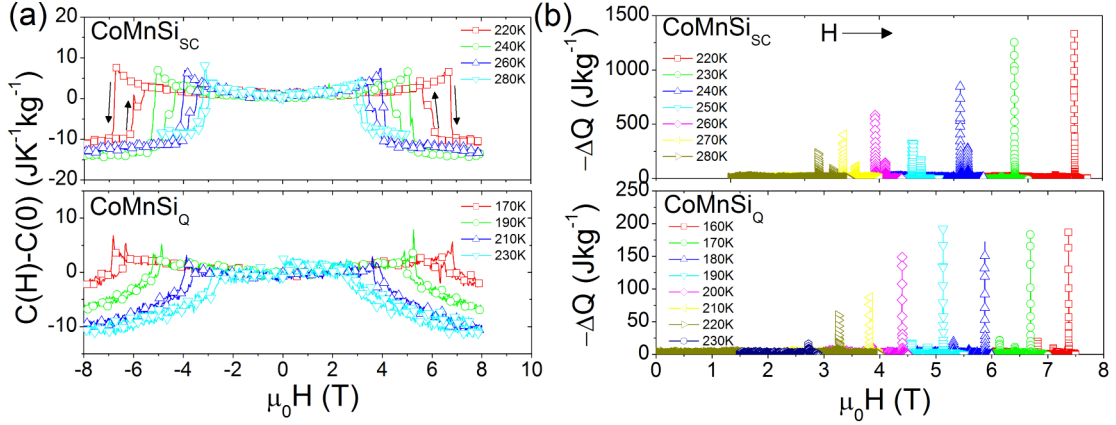 (a)
CoMnSi_SC
220K
240K
260K
280K
20
10
0
-10
-20
C(H)-C(0) (JK⁻¹kg⁻¹)
CoMnSi_Q
170K
190K
210K
230K
10
0
-10
-8 -6 -4 -2 0 2 4 6 8
μ₀H (T)
(b)
CoMnSi_SC
H
220K
230K
240K
250K
260K
270K
280K
1500
1000
500
0
−ΔQ (Jkg⁻¹)
CoMnSi_Q
160K
170K
180K
190K
200K
210K
220K
230K
250
200
150
100
50
0
−ΔQ (Jkg⁻¹)
0 1 2 3 4 5 6 7 8
μ₀H (T)